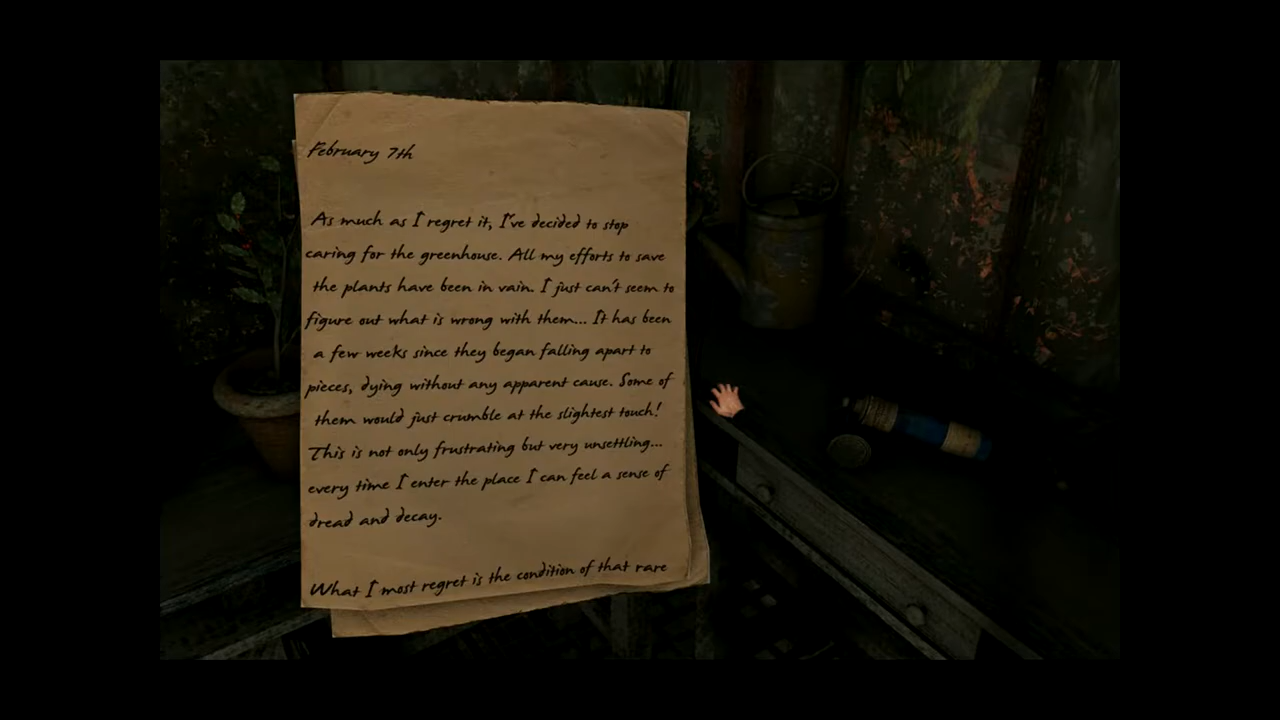 February 7th
As much as I regret it, I've decided to stop
caring for the greenhouse. All my efforts to save
the plants have been in vain. I just can't seem to
figure out what is wrong with them... It has been
a few weeks since they began falling apart to
pieces, dying without any apparent cause. Some of
them would just crumble at the slightest touch!
This is not only frustrating but very unsettling...
every time I enter the place I can feel a sense of
dread and decay.
What I most regret is the condition of that rare